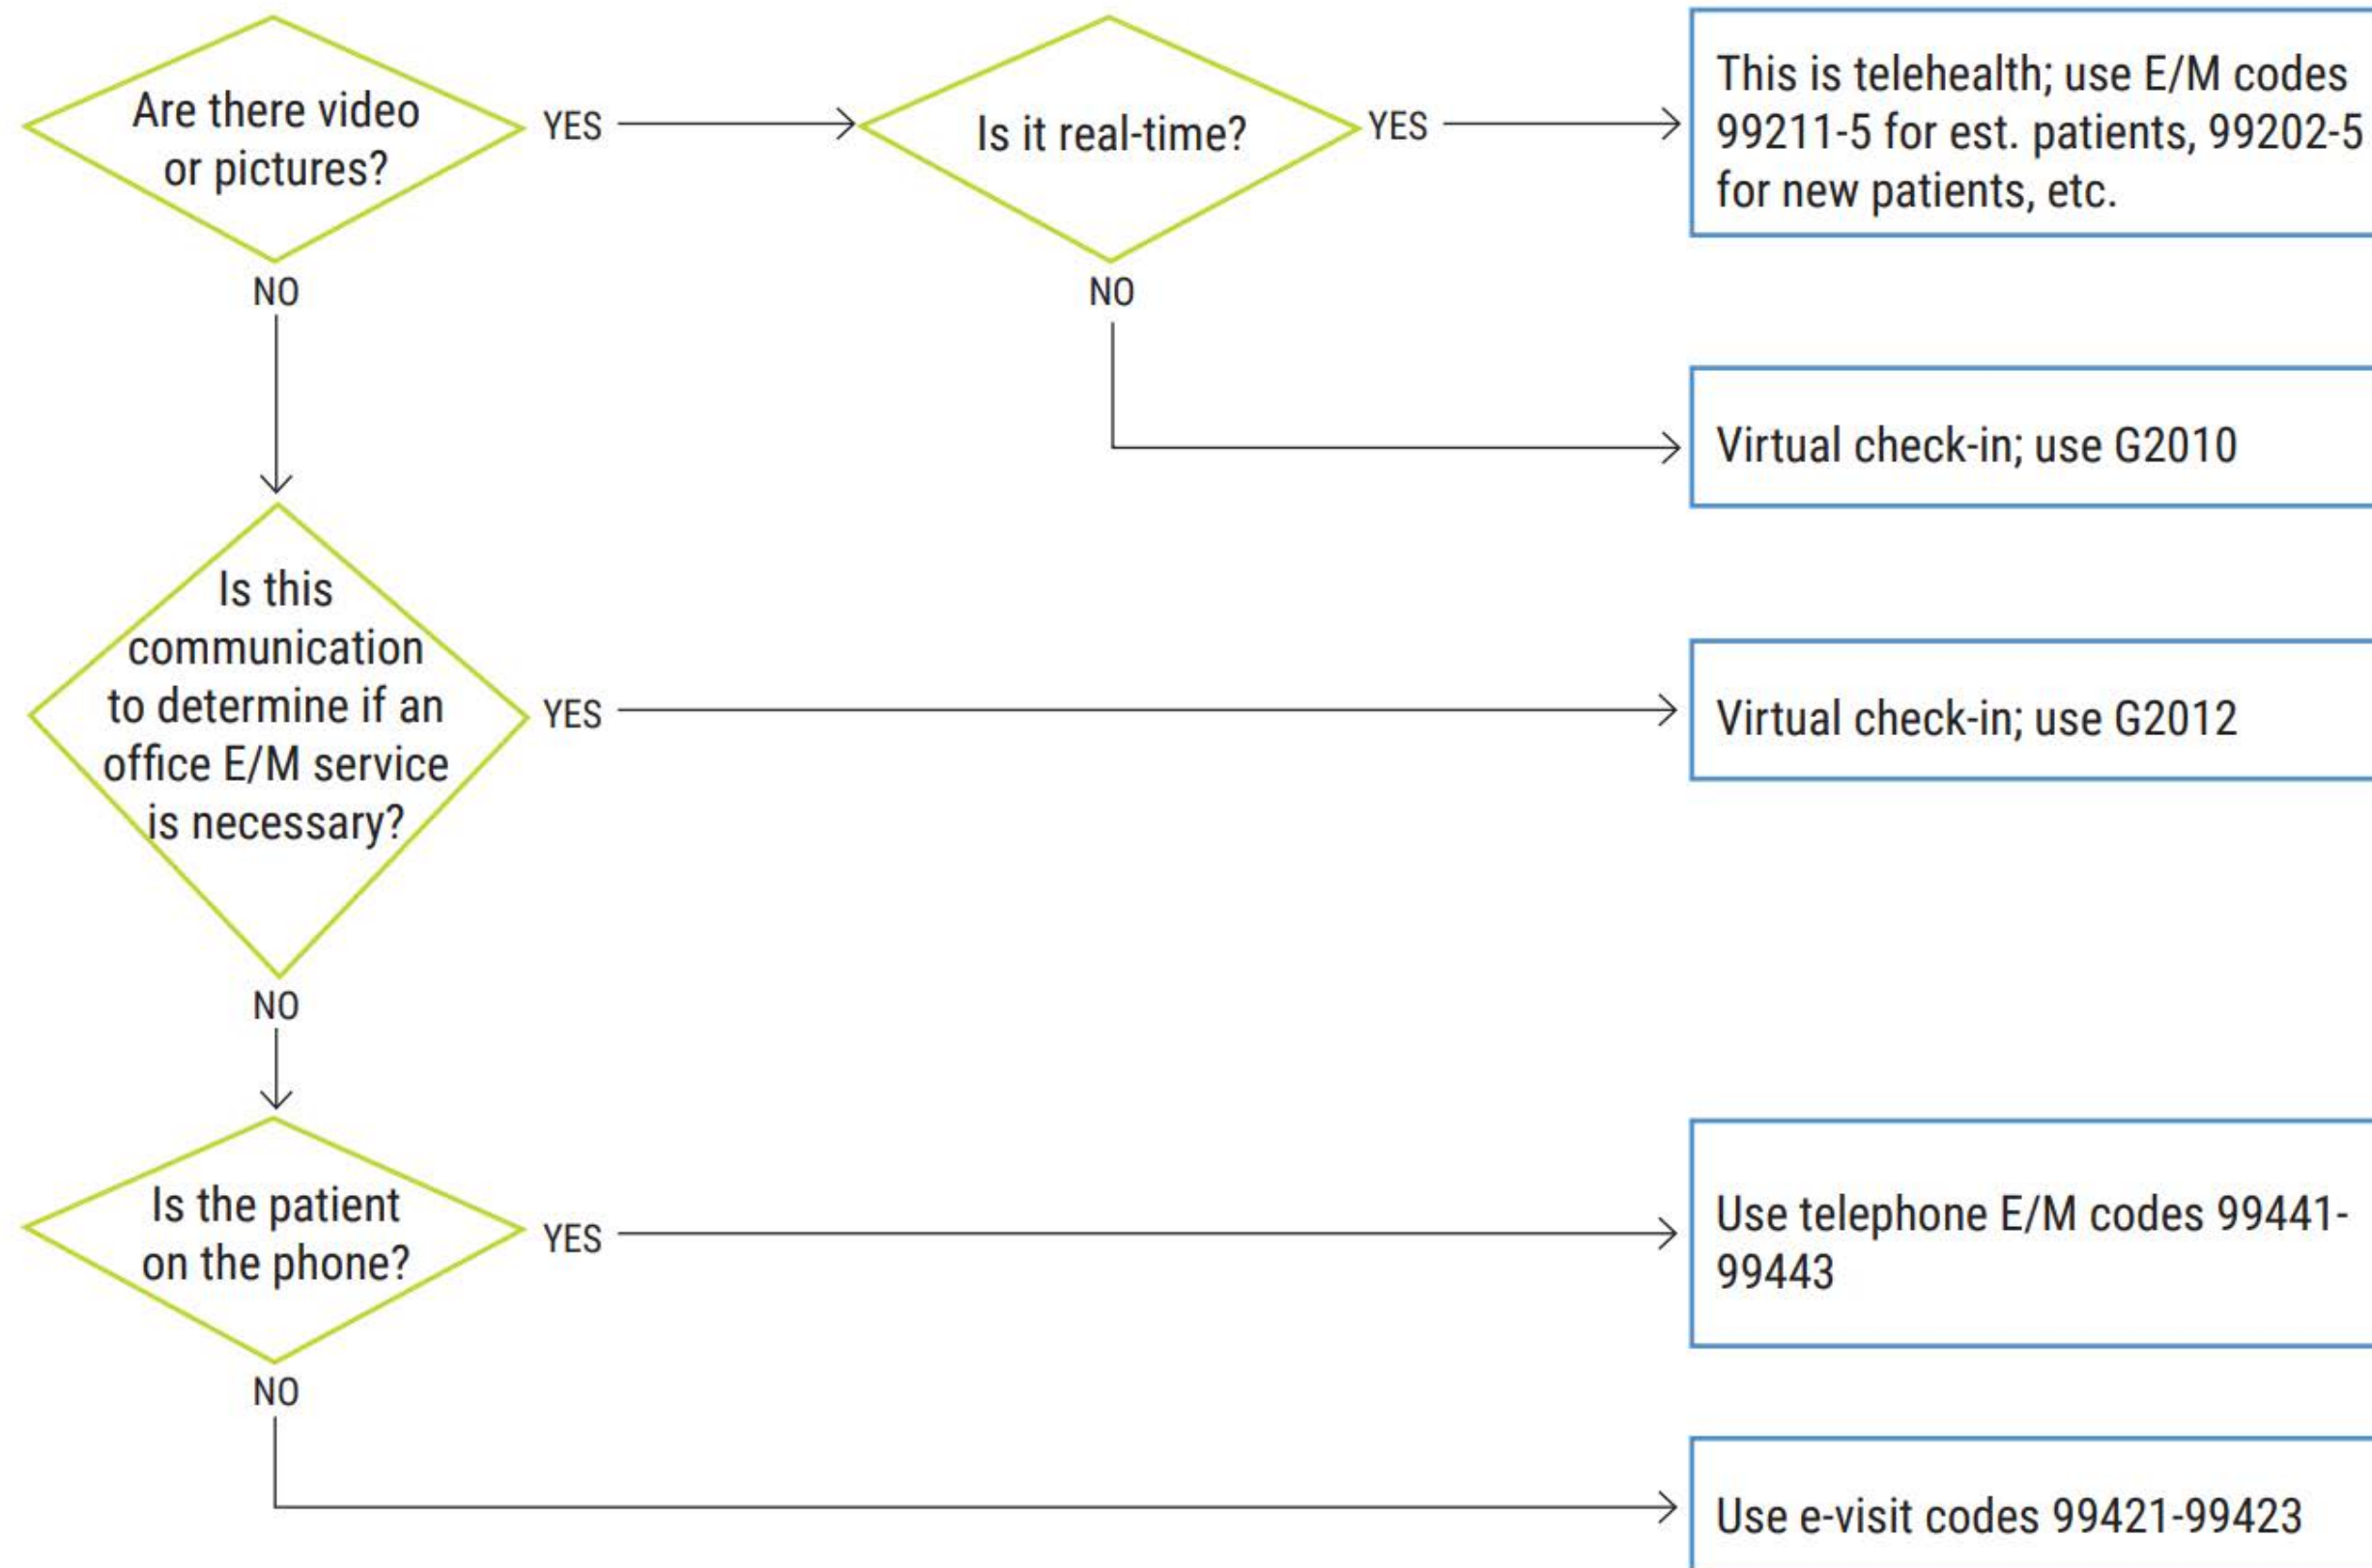 Are there video
or pictures?
YES
Is it real-time?
YES
This is telehealth; use E/M codes
99211-5 for est. patients, 99202-5
for new patients, etc.
NO
NO
Virtual check-in; use G2010
Is this
communication
to determine if an
office E/M service
is necessary?
YES
Virtual check-in; use G2012
NO
Is the patient
on the phone?
YES
Use telephone E/M codes 99441-
99443
NO
Use e-visit codes 99421-99423